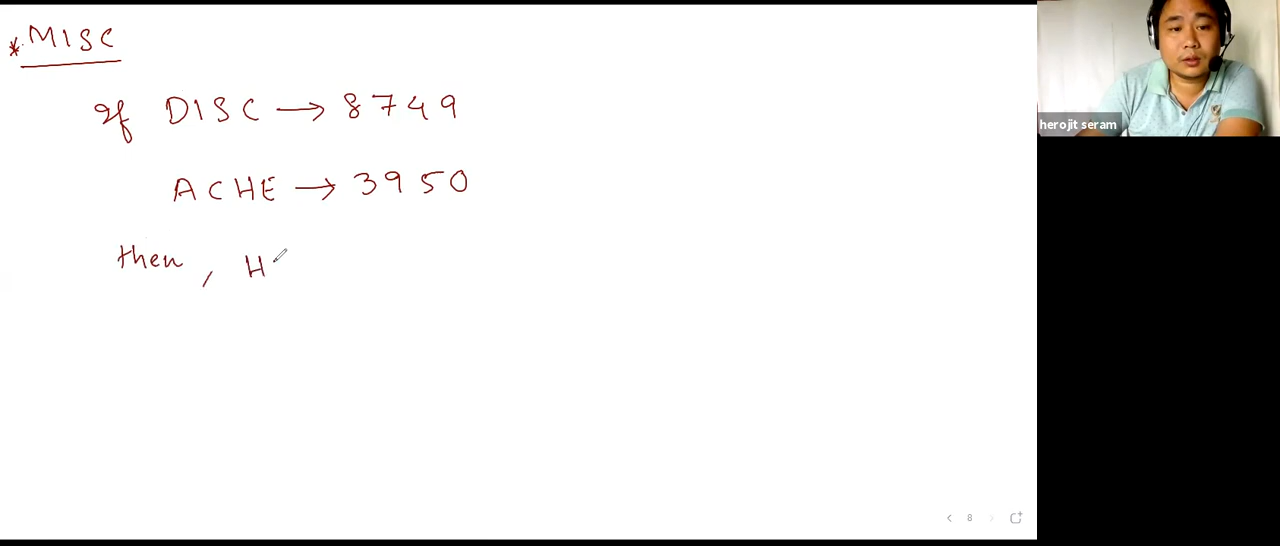 * MISC
If DISC → 8749
ACHE → 3950
then, H
herojit seram
8